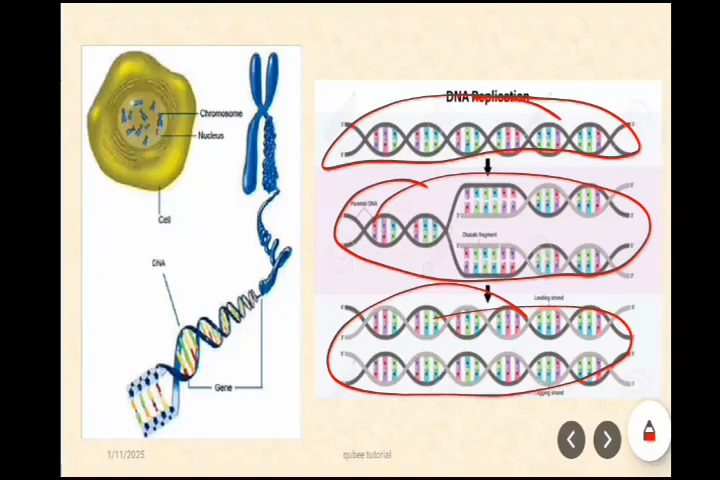 Chromosome
Nucleus
Cell
DNA
Gene
DNA Replication
Parental DNA
Okazaki fragment
Leading strand
Lagging strand
1/11/2025
qubee tutorial